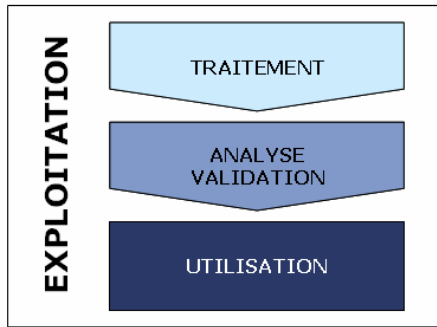 EXPLOITATION
TRAITEMENT
ANALYSE
VALIDATION
UTILISATION